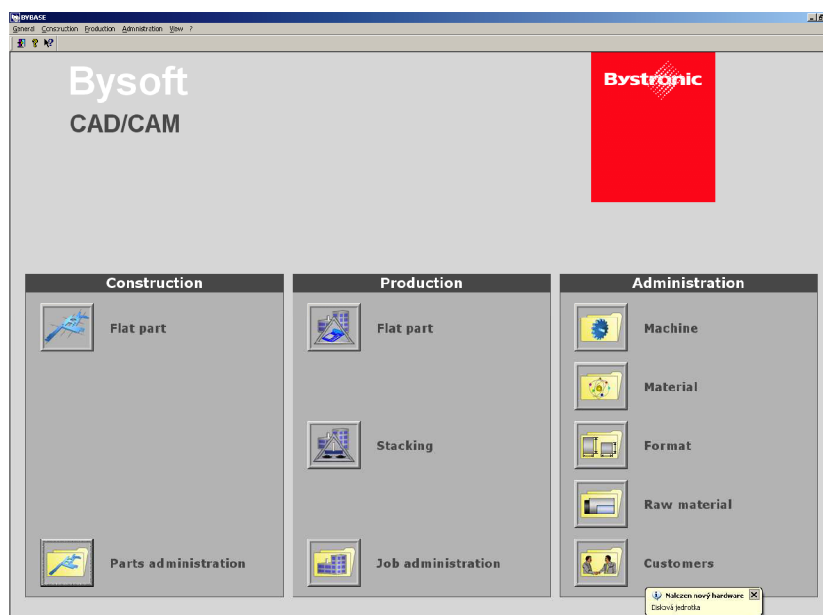 BYBASE
General Construction Production Administration View ?
Bysoft
CAD/CAM
Bystronic
Construction
Production
Administration
Flat part
Flat part
Machine
Material
Stacking
Format
Raw material
Parts administration
Job administration
Customers
Nalezen nový hardware
Disková jednotka